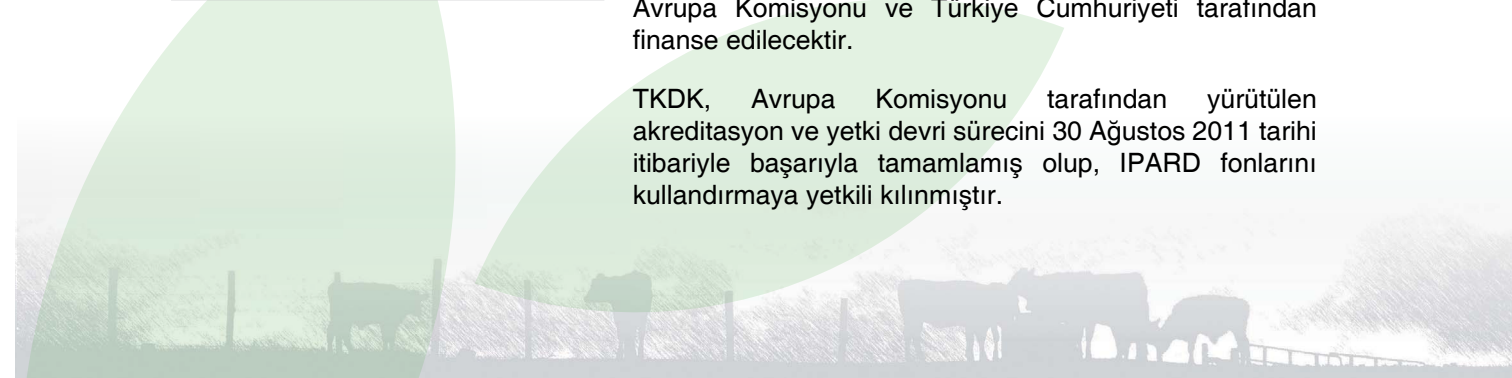 Avrupa Komisyonu ve Türkiye Cumhuriyeti tarafından
finanse edilecektir.
TKDK, Avrupa Komisyonu tarafından yürütülen
akreditasyon ve yetki devri sürecini 30 Ağustos 2011 tarihi
itibariyle başarıyla tamamlamış olup, IPARD fonlarını
kullandırmaya yetkili kılınmıştır.